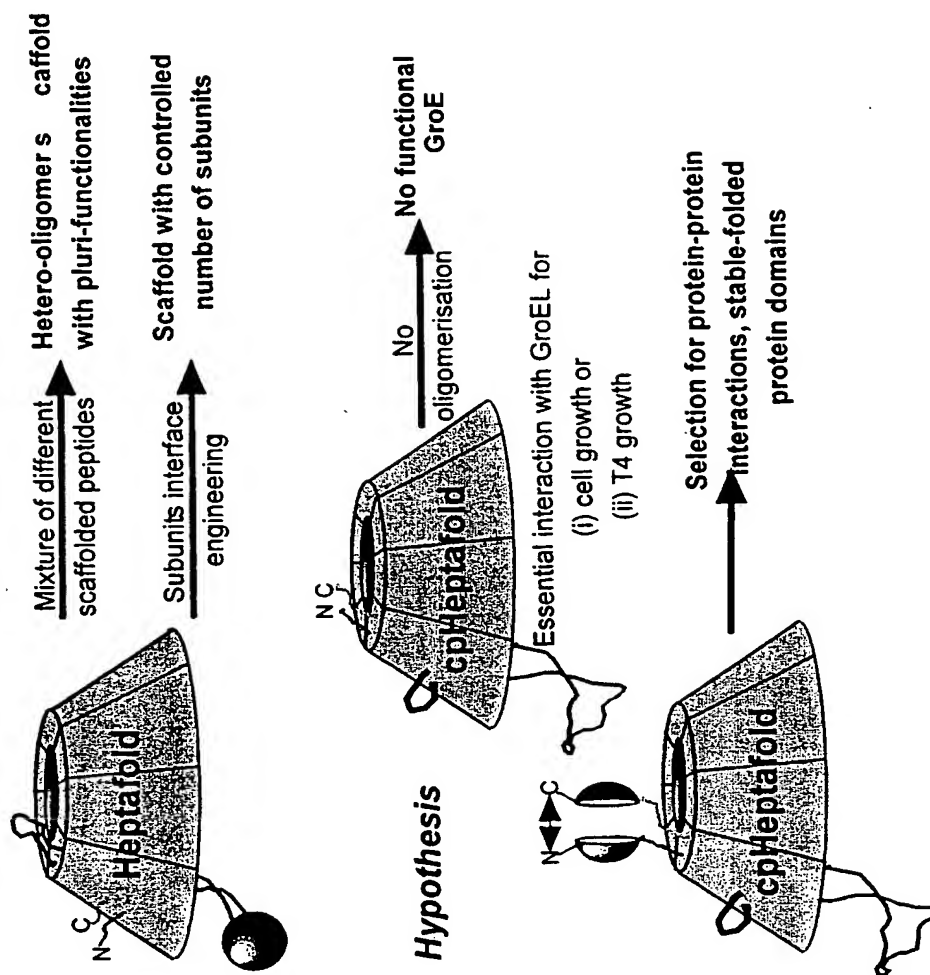 Mixture of different
scaffolded peptides
Hetero-oligomer s caffold
with pluri-functionalities
Subunits interface
engineering
Scaffold with controlled
number of subunits
C
N
Heptafold
Hypothesis
N C
cpHeptafold
No
oligomerisation
No functional
GroE
Essential interaction with GroEL for
(i) cell growth or
(ii) T4 growth
N
C
cpHeptafold
Selection for protein-protein
interactions, stable-folded
protein domains